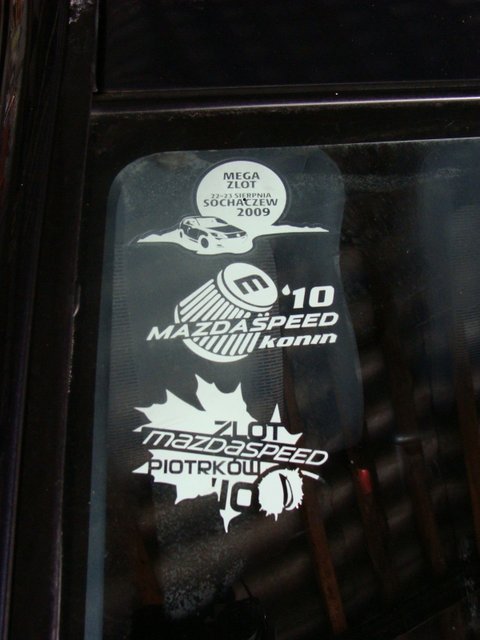 MEGA
ZLOT
22-23 SIERPNIA
SOCHACZEW
2009
'10
MAZDASPEED
konin
ZLOT
mazdaSPEED
PIOTRKÓW
'10